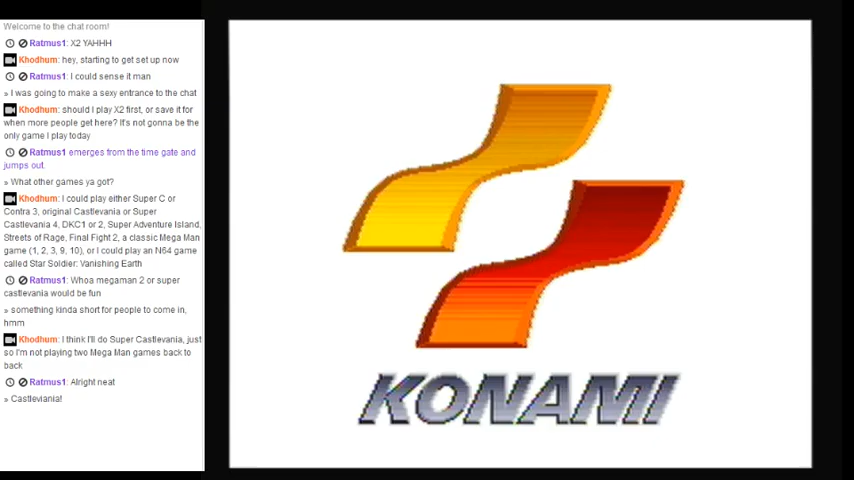 Welcome to the chat room!
Ratmus1: X2 YAHHH
Khodhum: hey, starting to get set up now
Ratmus1: I could sense it man
» I was going to make a sexy entrance to the chat
Khodhum: should I play X2 first, or save it for
when more people get here? It's not gonna be the
only game I play today
Ratmus1 emerges from the time gate and
jumps out.
» What other games ya got?
Khodhum: I could play either Super C or
Contra 3, original Castlevania or Super
Castlevania 4, DKC1 or 2, Super Adventure Island,
Streets of Rage, Final Fight 2, a classic Mega Man
game (1, 2, 3, 9, 10), or I could play an N64 game
called Star Soldier: Vanishing Earth
Ratmus1: Whoa megaman 2 or super
castlevania would be fun
» something kinda short for people to come in,
hmm
Khodhum: I think I'll do Super Castlevania, just
so I'm not playing two Mega Man games back to
back
Ratmus1: Alright neat
» Castleviania!
KONAMI